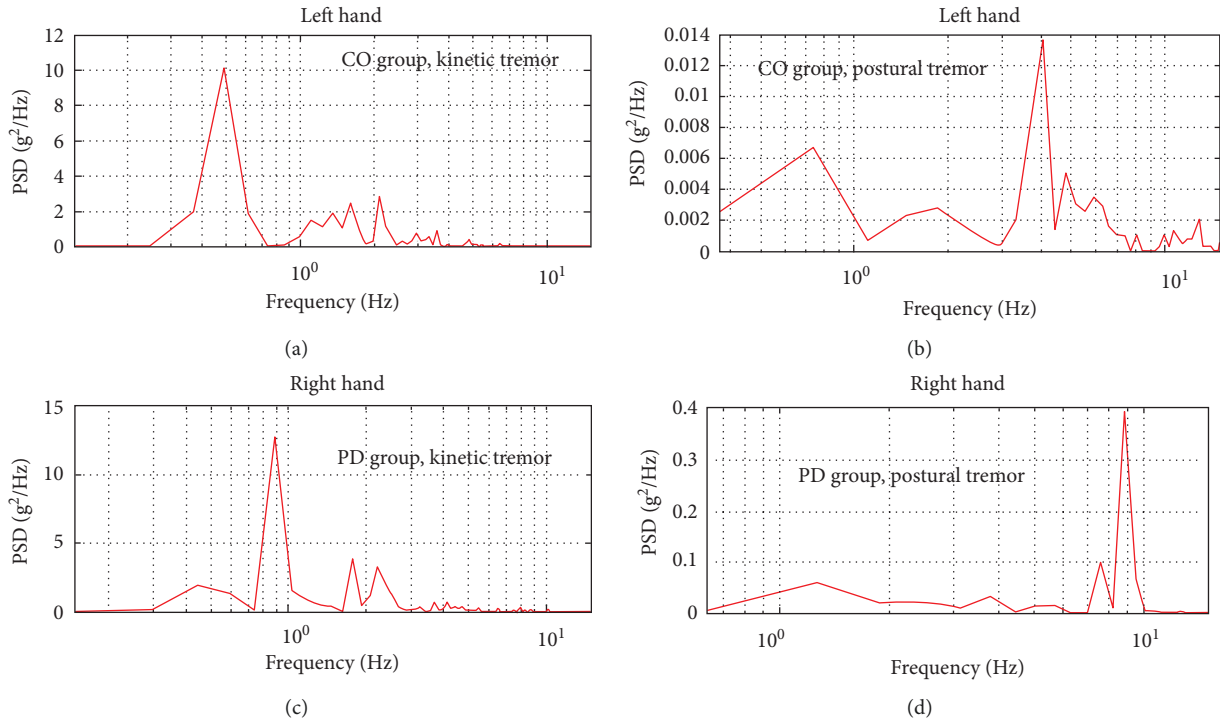 Left hand
12
10
8
6
4
2
0
PSD (g²/Hz)
CO group, kinetic tremor
10⁰
10¹
Frequency (Hz)
(a)
Left hand
0.014
0.012
0.01
0.008
0.006
0.004
0.002
0
PSD (g²/Hz)
CO group, postural tremor
10⁰
10¹
Frequency (Hz)
(b)
Right hand
15
10
5
0
PSD (g²/Hz)
PD group, kinetic tremor
10⁰
10¹
Frequency (Hz)
(c)
Right hand
0.4
0.3
0.2
0.1
0
PSD (g²/Hz)
PD group, postural tremor
10⁰
10¹
Frequency (Hz)
(d)